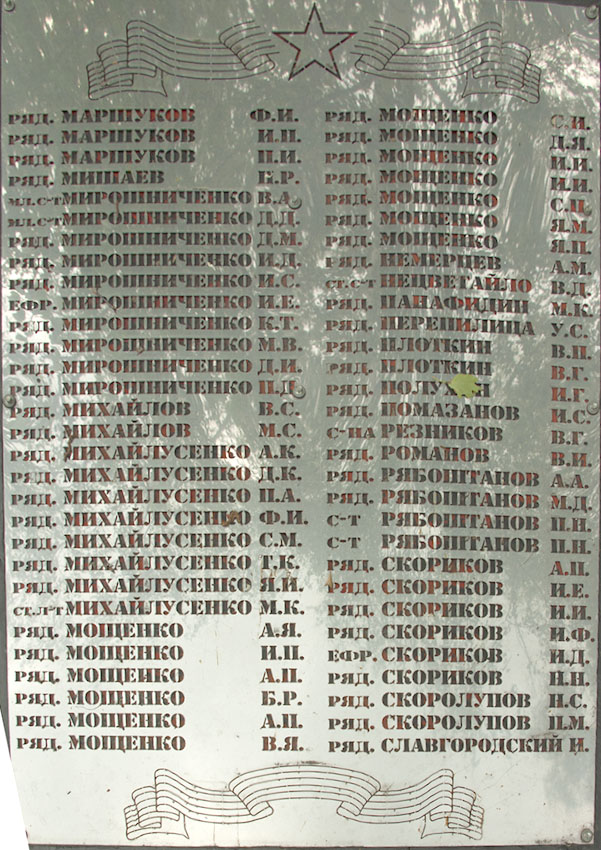 РЯД. МАРШУКОВ Ф.И.
РЯД. МАРШУКОВ И.П.
РЯД. МАРШУКОВ П.И.
РЯД. МИШАЕВ К.Р.
МЛ.С-Т МИРОШНИЧЕНКО В.А.
МЛ.С-Т МИРОШНИЧЕНКО Д.Д.
РЯД. МИРОШНИЧЕНКО Д.М.
РЯД. МИРОШНИЧЕНКО И.Д.
РЯД. МИРОШНИЧЕНКО И.С.
ЕФР. МИРОШНИЧЕНКО И.Е.
РЯД. МИРОШНИЧЕНКО К.Т.
РЯД. МИРОШНИЧЕНКО М.В.
РЯД. МИРОШНИЧЕНКО Д.И.
РЯД. МИРОШНИЧЕНКО П.Д.
РЯД. МИХАЙЛОВ В.С.
РЯД. МИХАЙЛОВ М.С.
РЯД. МИХАЙЛУСЕНКО А.К.
РЯД. МИХАЙЛУСЕНКО Д.К.
РЯД. МИХАЙЛУСЕНКО П.А.
РЯД. МИХАЙЛУСЕНКО Ф.И.
РЯД. МИХАЙЛУСЕНКО С.М.
РЯД. МИХАЙЛУСЕНКО Т.К.
РЯД. МИХАЙЛУСЕНКО Я.И.
СТ.Л-Т МИХАЙЛУСЕНКО М.К.
РЯД. МОЩЕНКО А.Я.
РЯД. МОЩЕНКО И.П.
РЯД. МОЩЕНКО А.П.
РЯД. МОЩЕНКО Б.Р.
РЯД. МОЩЕНКО А.П.
РЯД. МОЩЕНКО В.Я.
РЯД. МОЩЕНКО С.И.
РЯД. МОЩЕНКО Д.Я.
РЯД. МОЩЕНКО И.И.
РЯД. МОЩЕНКО И.И.
РЯД. МОЩЕНКО С.П.
РЯД. МОЩЕНКО Я.М.
РЯД. МОЩЕНКО Я.П.
РЯД. НЕМЕРЦЕВ А.М.
СТ.С-Т НЕЦВЕТАЙЛО В.Д.
РЯД. ПАНАФИДИН М.К.
РЯД. ПЕРЕПИЛИЦА У.С.
РЯД. ПЛОТКИН В.П.
РЯД. ПЛОТКИН В.Г.
РЯД. И.Г.
РЯД. ПОМАЗАНОВ И.С.
С-НА РЕЗНИКОВ В.Г.
РЯД. РОМАНОВ В.И.
РЯД. РЯБОШТАНОВ А.А.
РЯД. РЯБОШТАНОВ М.Д.
С-Т РЯБОШТАНОВ П.Н.
С-Т РЯБОШТАНОВ П.Н.
РЯД. СКОРИКОВ А.П.
РЯД. СКОРИКОВ И.Е.
РЯД. СКОРИКОВ И.И.
РЯД. СКОРИКОВ И.Ф.
ЕФР. СКОРИКОВ И.Д.
РЯД. СКОРИКОВ Н.Н.
РЯД. СКОРОЛУПОВ Н.С.
РЯД. СКОРОЛУПОВ П.М.
РЯД. СЛАВГОРОДСКИЙ И.